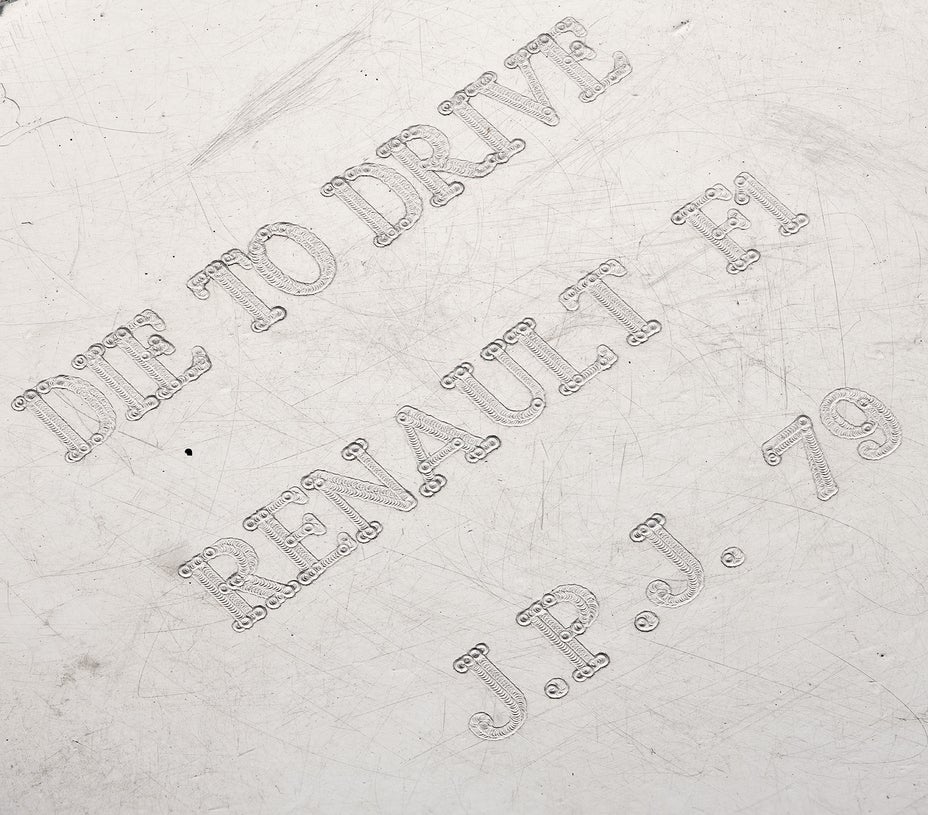 DIE TO DRIVE
RENAULT F1
J.P.J. 79